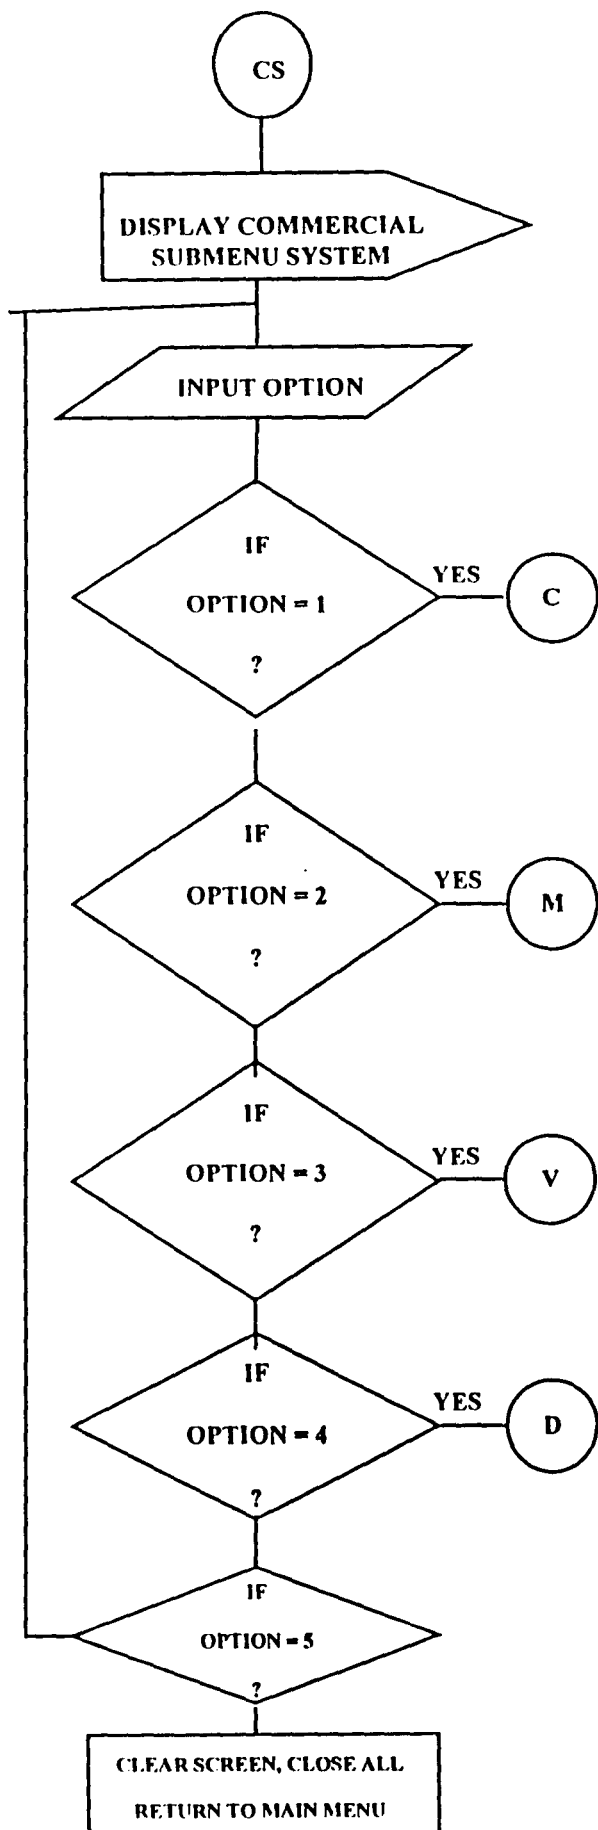 CS
DISPLAY COMMERCIAL
SUBMENU SYSTEM
INPUT OPTION
IF
OPTION = 1
?
YES
C
IF
OPTION = 2
?
YES
M
IF
OPTION = 3
?
YES
V
IF
OPTION = 4
?
YES
D
IF
OPTION = 5
?
CLEAR SCREEN, CLOSE ALL
RETURN TO MAIN MENU